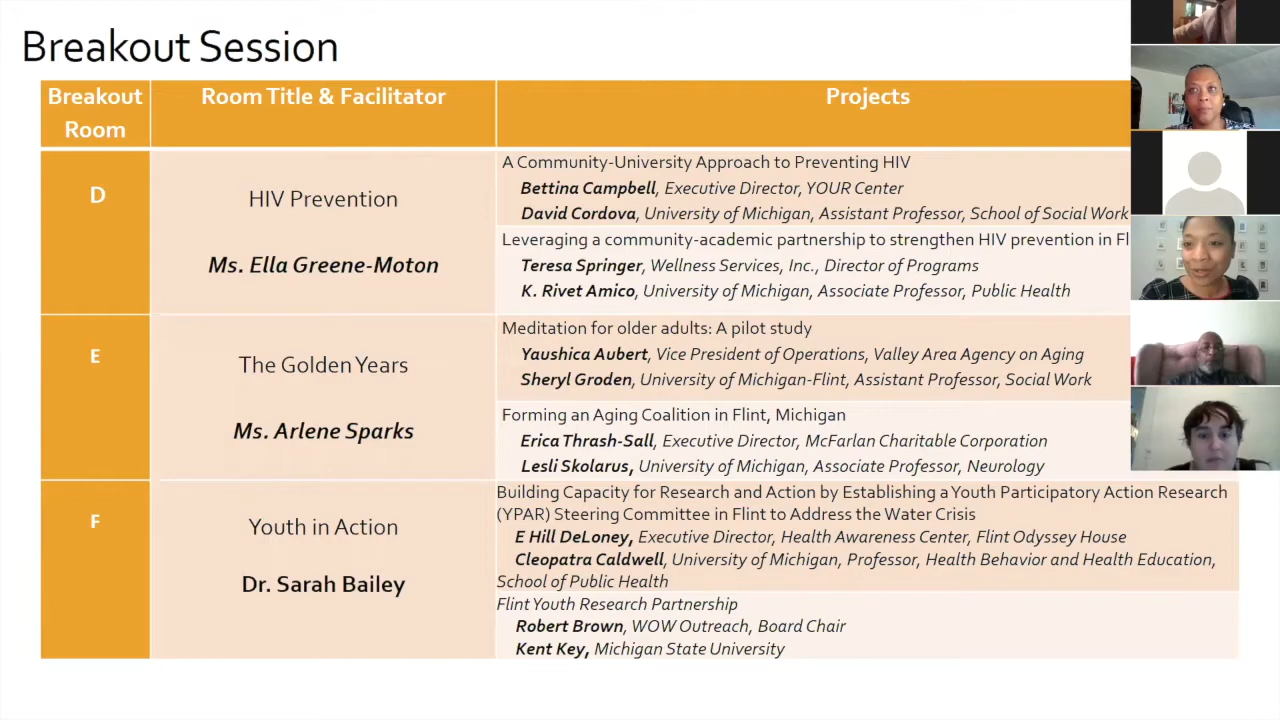 Breakout Session
Breakout
Room
Room Title & Facilitator
Projects
D
HIV Prevention
Ms. Ella Greene-Moton
A Community-University Approach to Preventing HIV
Bettina Campbell, Executive Director, YOUR Center
David Cordova, University of Michigan, Assistant Professor, School of Social Work
Leveraging a community-academic partnership to strengthen HIV prevention in Fl
Teresa Springer, Wellness Services, Inc., Director of Programs
K. Rivet Amico, University of Michigan, Associate Professor, Public Health
E
The Golden Years
Ms. Arlene Sparks
Meditation for older adults: A pilot study
Yaushica Aubert, Vice President of Operations, Valley Area Agency on Aging
Sheryl Groden, University of Michigan-Flint, Assistant Professor, Social Work
Forming an Aging Coalition in Flint, Michigan
Erica Thrash-Sall, Executive Director, McFarlan Charitable Corporation
Lesli Skolarus, University of Michigan, Associate Professor, Neurology
F
Youth in Action
Dr. Sarah Bailey
Building Capacity for Research and Action by Establishing a Youth Participatory Action Research
(YPAR) Steering Committee in Flint to Address the Water Crisis
E Hill DeLoney, Executive Director, Health Awareness Center, Flint Odyssey House
Cleopatra Caldwell, University of Michigan, Professor, Health Behavior and Health Education,
School of Public Health
Flint Youth Research Partnership
Robert Brown, WOW Outreach, Board Chair
Kent Key, Michigan State University